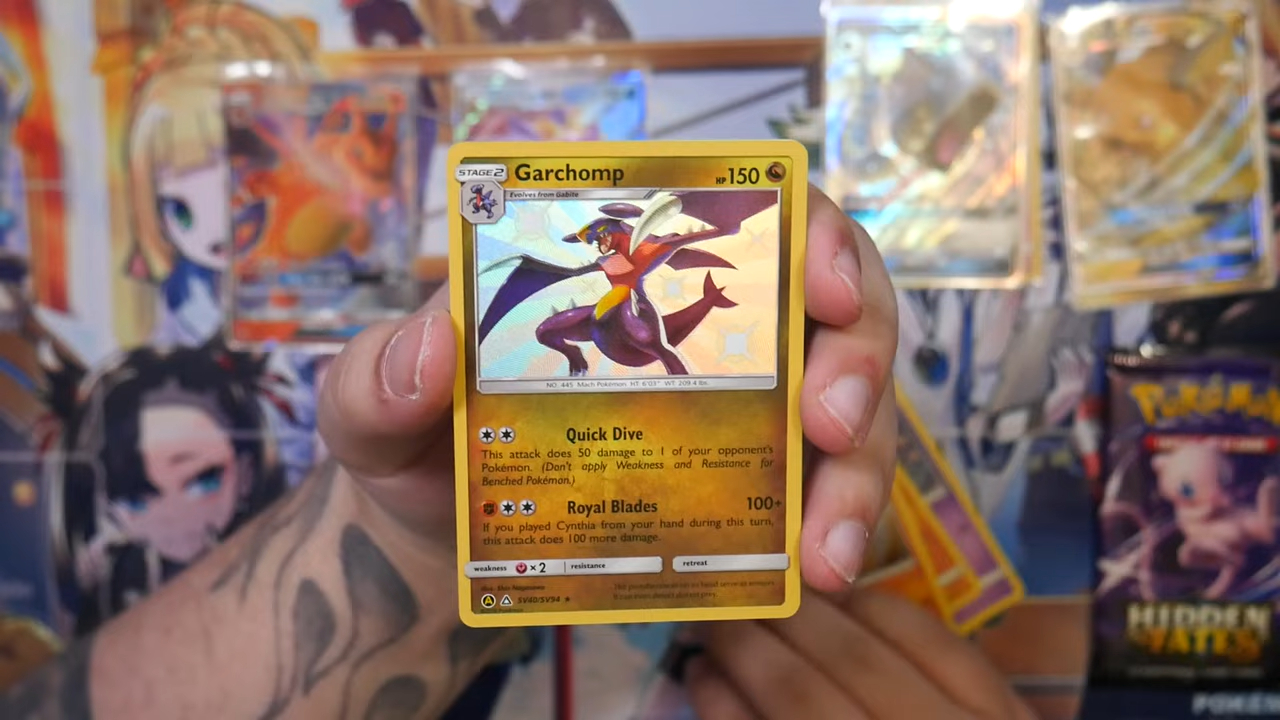 STAGE 2 Garchomp HP 150
Evolves from Gabite
NO. 445 Mach Pokémon HT: 6'03" WT: 209.4 lbs.
Quick Dive
This attack does 50 damage to 1 of your opponent's
Pokémon. (Don't apply Weakness and Resistance for
Benched Pokémon.)
Royal Blades 100+
If you played Cynthia from your hand during this turn,
this attack does 100 more damage.
weakness ×2 resistance retreat
A SV40/SV94 ★
POKÉMON
HIDDEN
FATES